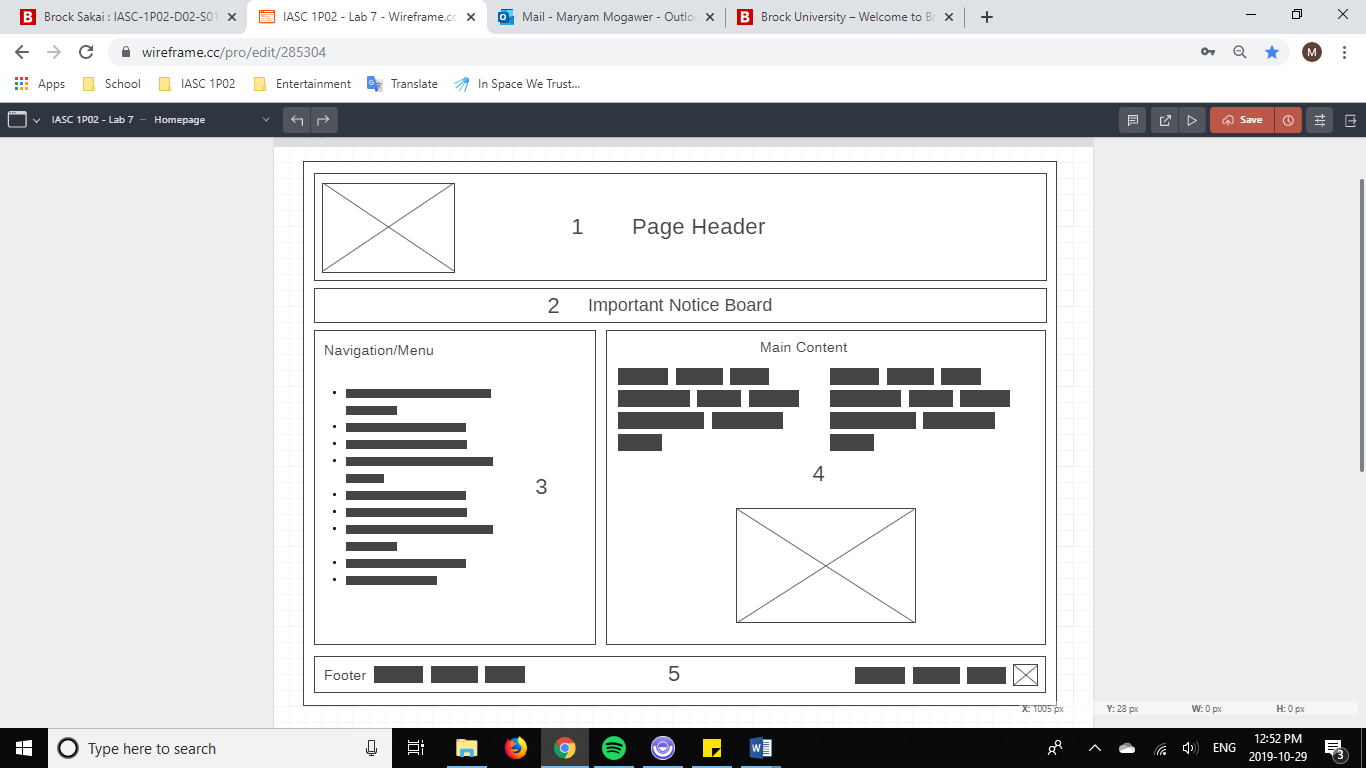 Brock Sakai : IASC-1P02-D02-S01
IASC 1P02 - Lab 7 - Wireframe.cc
Mail - Maryam Mogawer - Outlo
Brock University – Welcome to B
wireframe.cc/pro/edit/285304
M
Apps
School
IASC 1P02
Entertainment
Translate
In Space We Trust...
IASC 1P02 - Lab 7 – Homepage
Save
1 Page Header
2 Important Notice Board
Navigation/Menu
3
Main Content
4
Footer
5
X: 1005 px
Y: 28 px
W: 0 px
H: 0 px
Type here to search
ENG
12:52 PM
2019-10-29
3